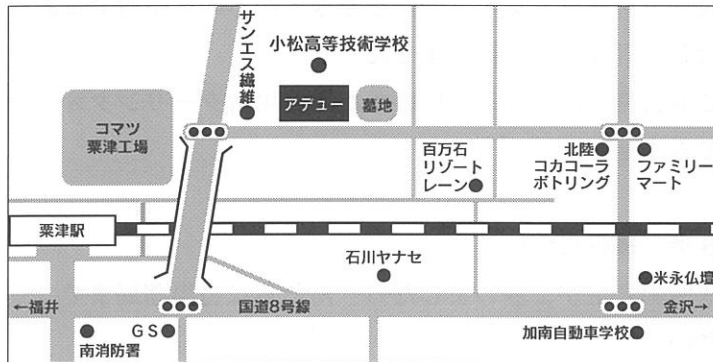 サンエス繊維
小松高等技術学校
アデュー
墓地
コマツ
粟津工場
百万石
リゾート
レーン
北陸
コカコーラ
ボトリング
ファミリー
マート
粟津駅
石川ヤナセ
米永仏壇
←福井
国道8号線
金沢→
南消防署
GS
加南自動車学校